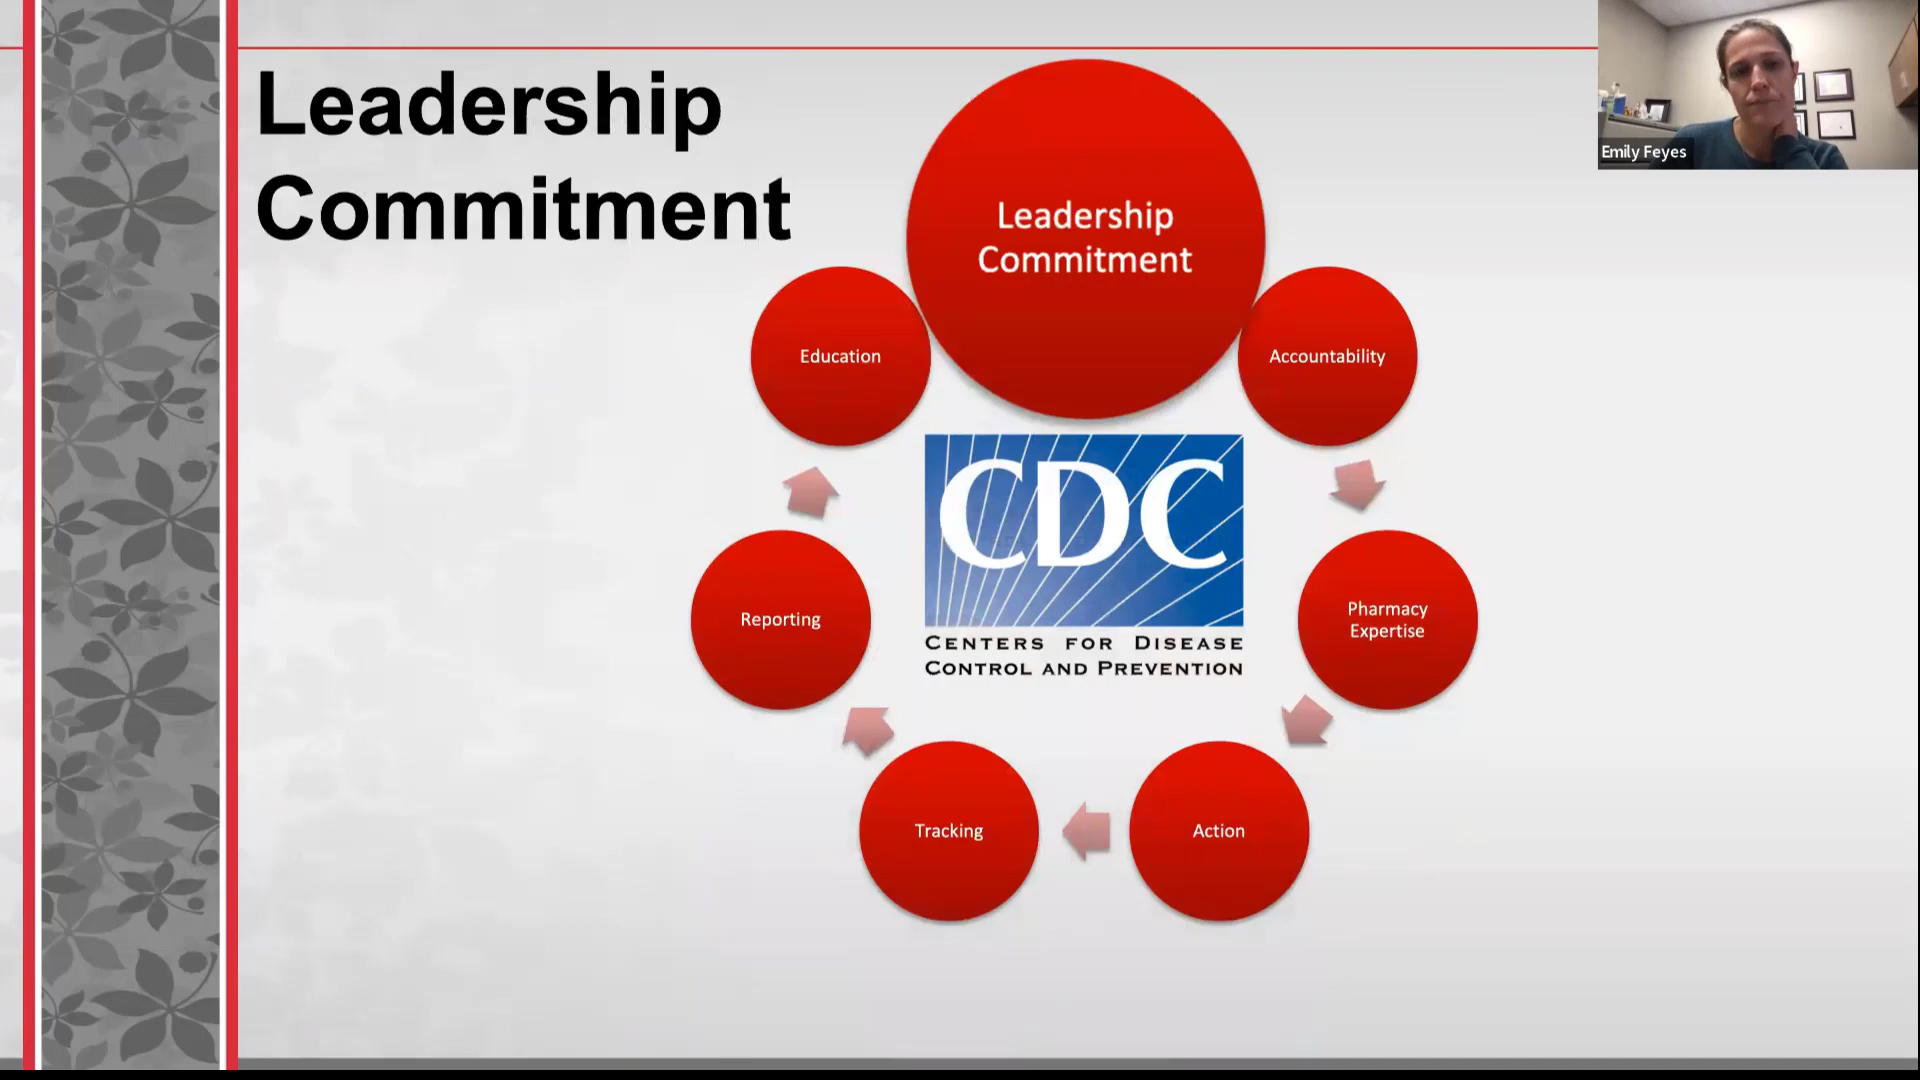 Leadership
Commitment
Leadership
Commitment
Emily Feyes
Education
Accountability
CDC
CENTERS FOR DISEASE
CONTROL AND PREVENTION
Reporting
Pharmacy
Expertise
Tracking
Action